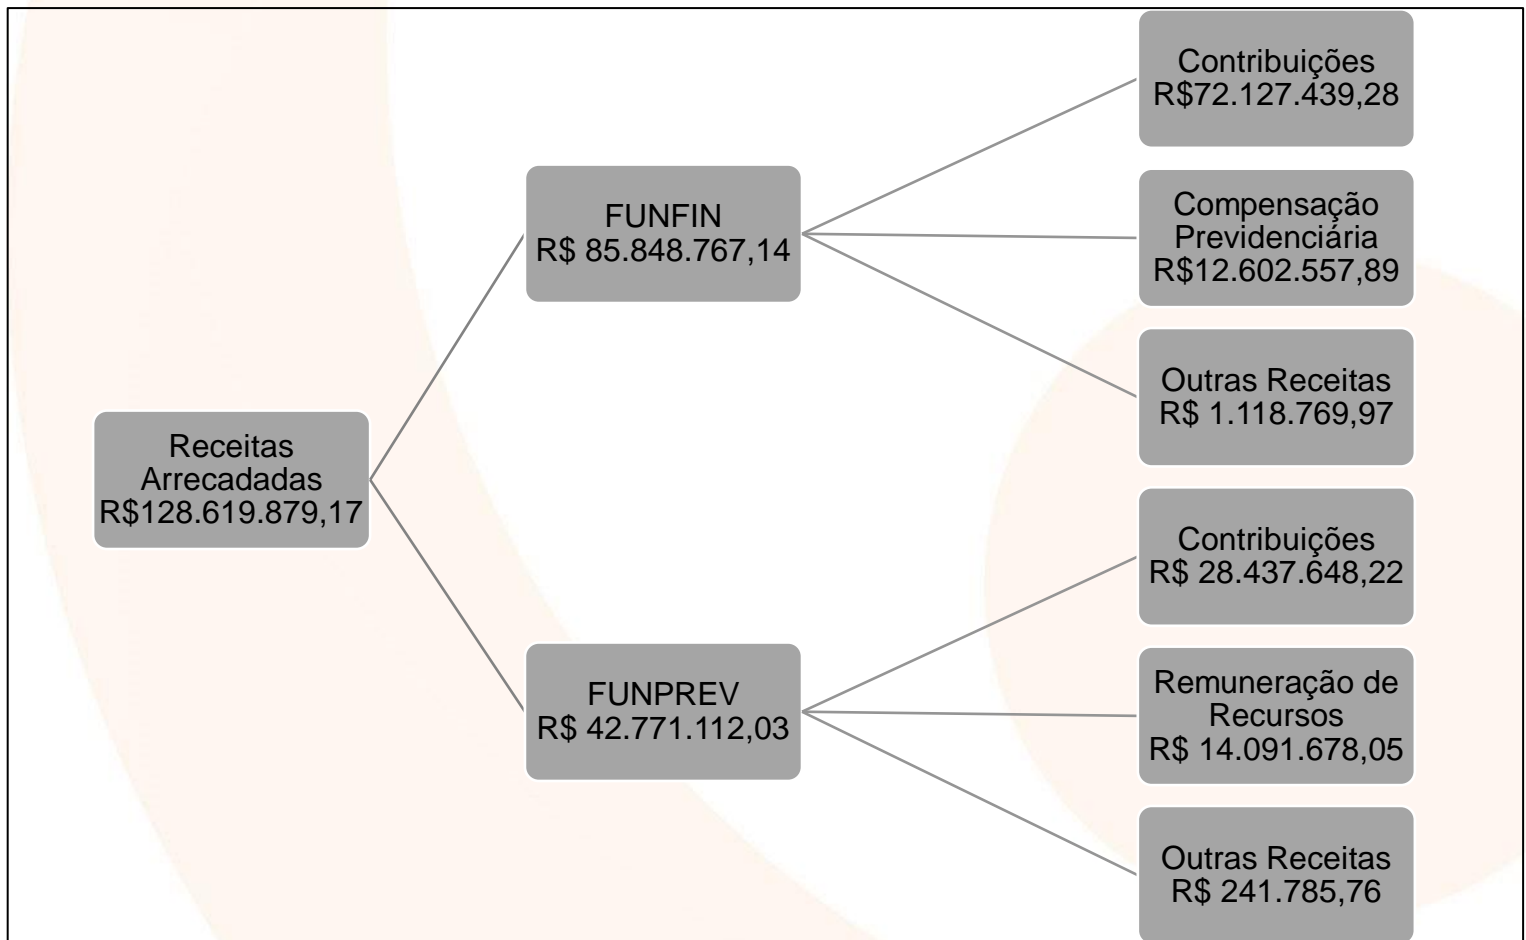 Receitas
Arrecadadas
R$128.619.879,17
FUNFIN
R$ 85.848.767,14
Contribuições
R$72.127.439,28
Compensação
Previdenciária
R$12.602.557,89
Outras Receitas
R$ 1.118.769,97
FUNPREV
R$ 42.771.112,03
Contribuições
R$ 28.437.648,22
Remuneração de
Recursos
R$ 14.091.678,05
Outras Receitas
R$ 241.785,76